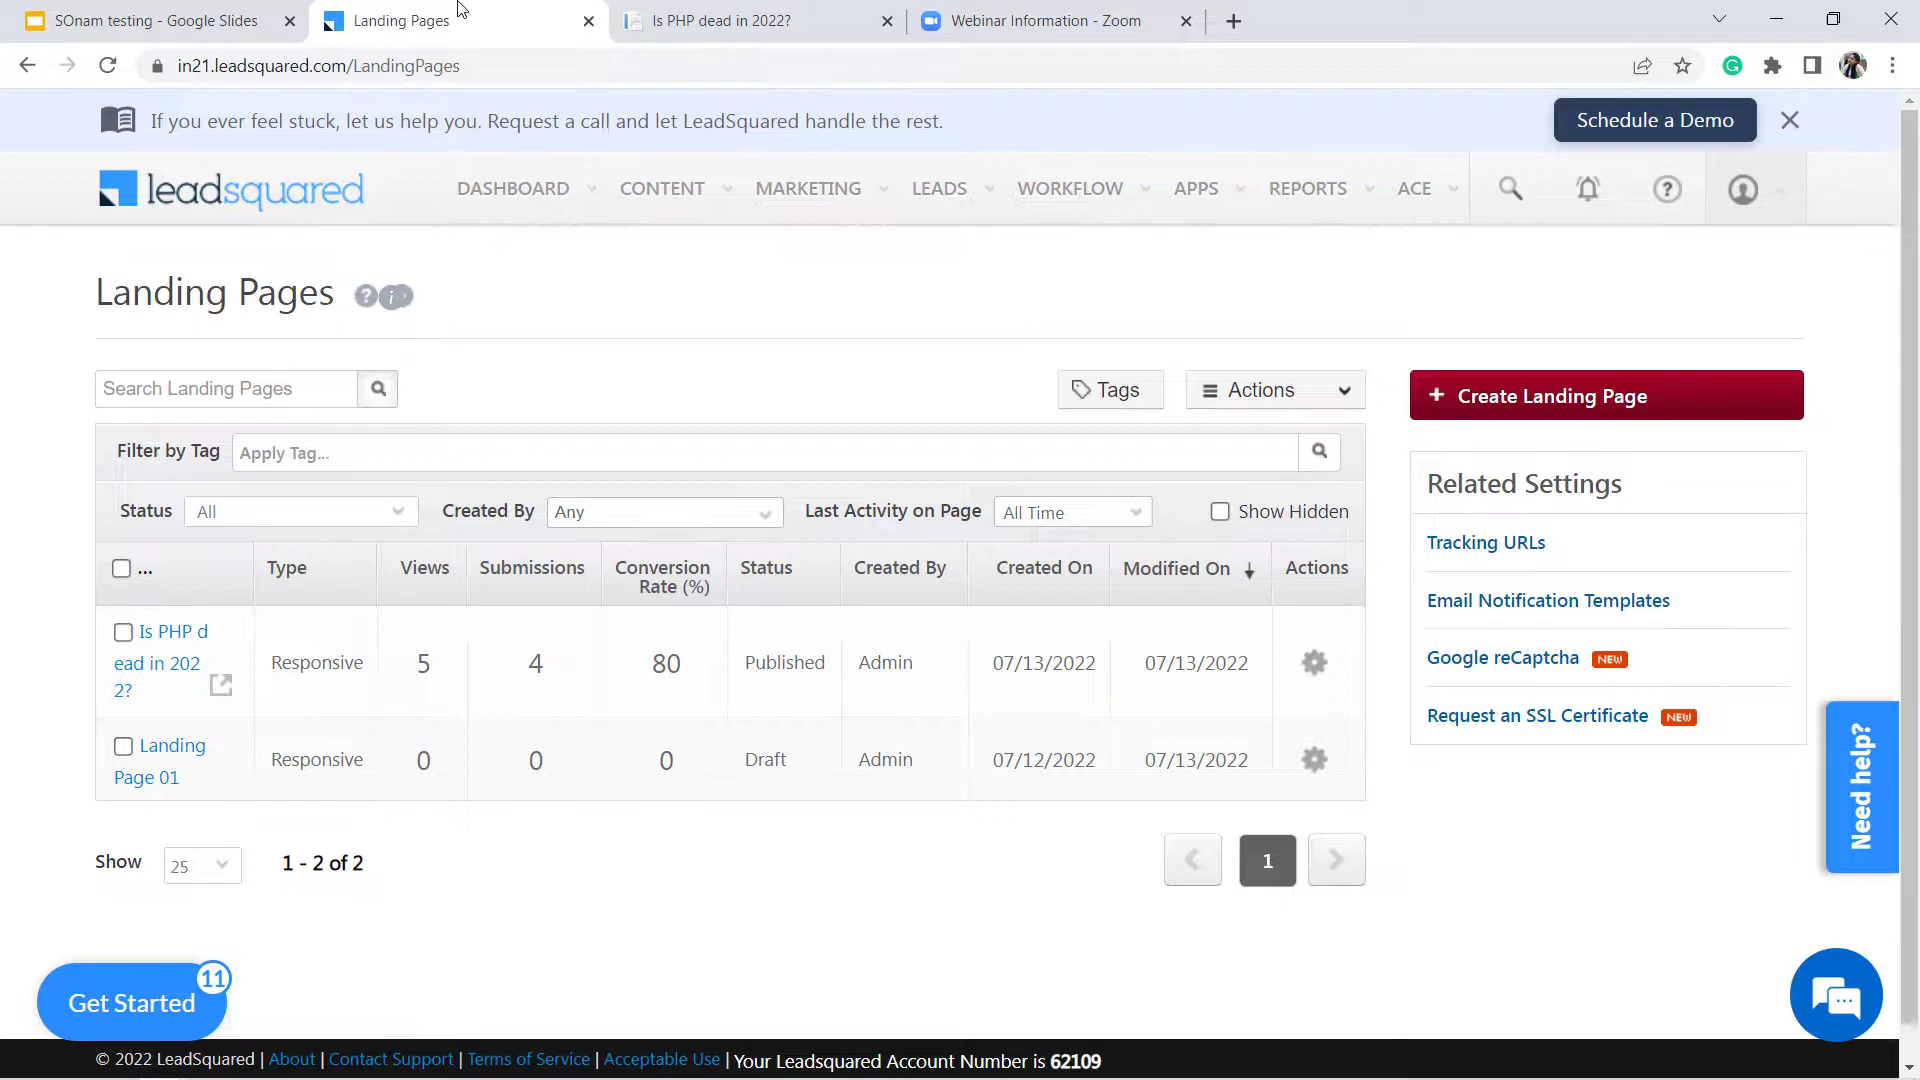 SOnam testing - Google Slides
Landing Pages
Is PHP dead in 2022?
Webinar Information - Zoom
in21.leadsquared.com/LandingPages
If you ever feel stuck, let us help you. Request a call and let LeadSquared handle the rest.
Schedule a Demo
leadsquared
DASHBOARD
CONTENT
MARKETING
LEADS
WORKFLOW
APPS
REPORTS
ACE
Landing Pages
Search Landing Pages
Tags
Actions
+ Create Landing Page
Filter by Tag
Apply Tag...
Status
All
Created By
Any
Last Activity on Page
All Time
Show Hidden
...
Type
Views
Submissions
Conversion
Rate (%)
Status
Created By
Created On
Modified On
Actions
Is PHP d
ead in 202
2?
Responsive
5
4
80
Published
Admin
07/13/2022
07/13/2022
Landing
Page 01
Responsive
0
0
0
Draft
Admin
07/12/2022
07/13/2022
Related Settings
Tracking URLs
Email Notification Templates
Google reCaptcha NEW
Request an SSL Certificate NEW
Need help?
Show
25
1 - 2 of 2
1
Get Started
11
© 2022 LeadSquared | About | Contact Support | Terms of Service | Acceptable Use | Your Leadsquared Account Number is 62109